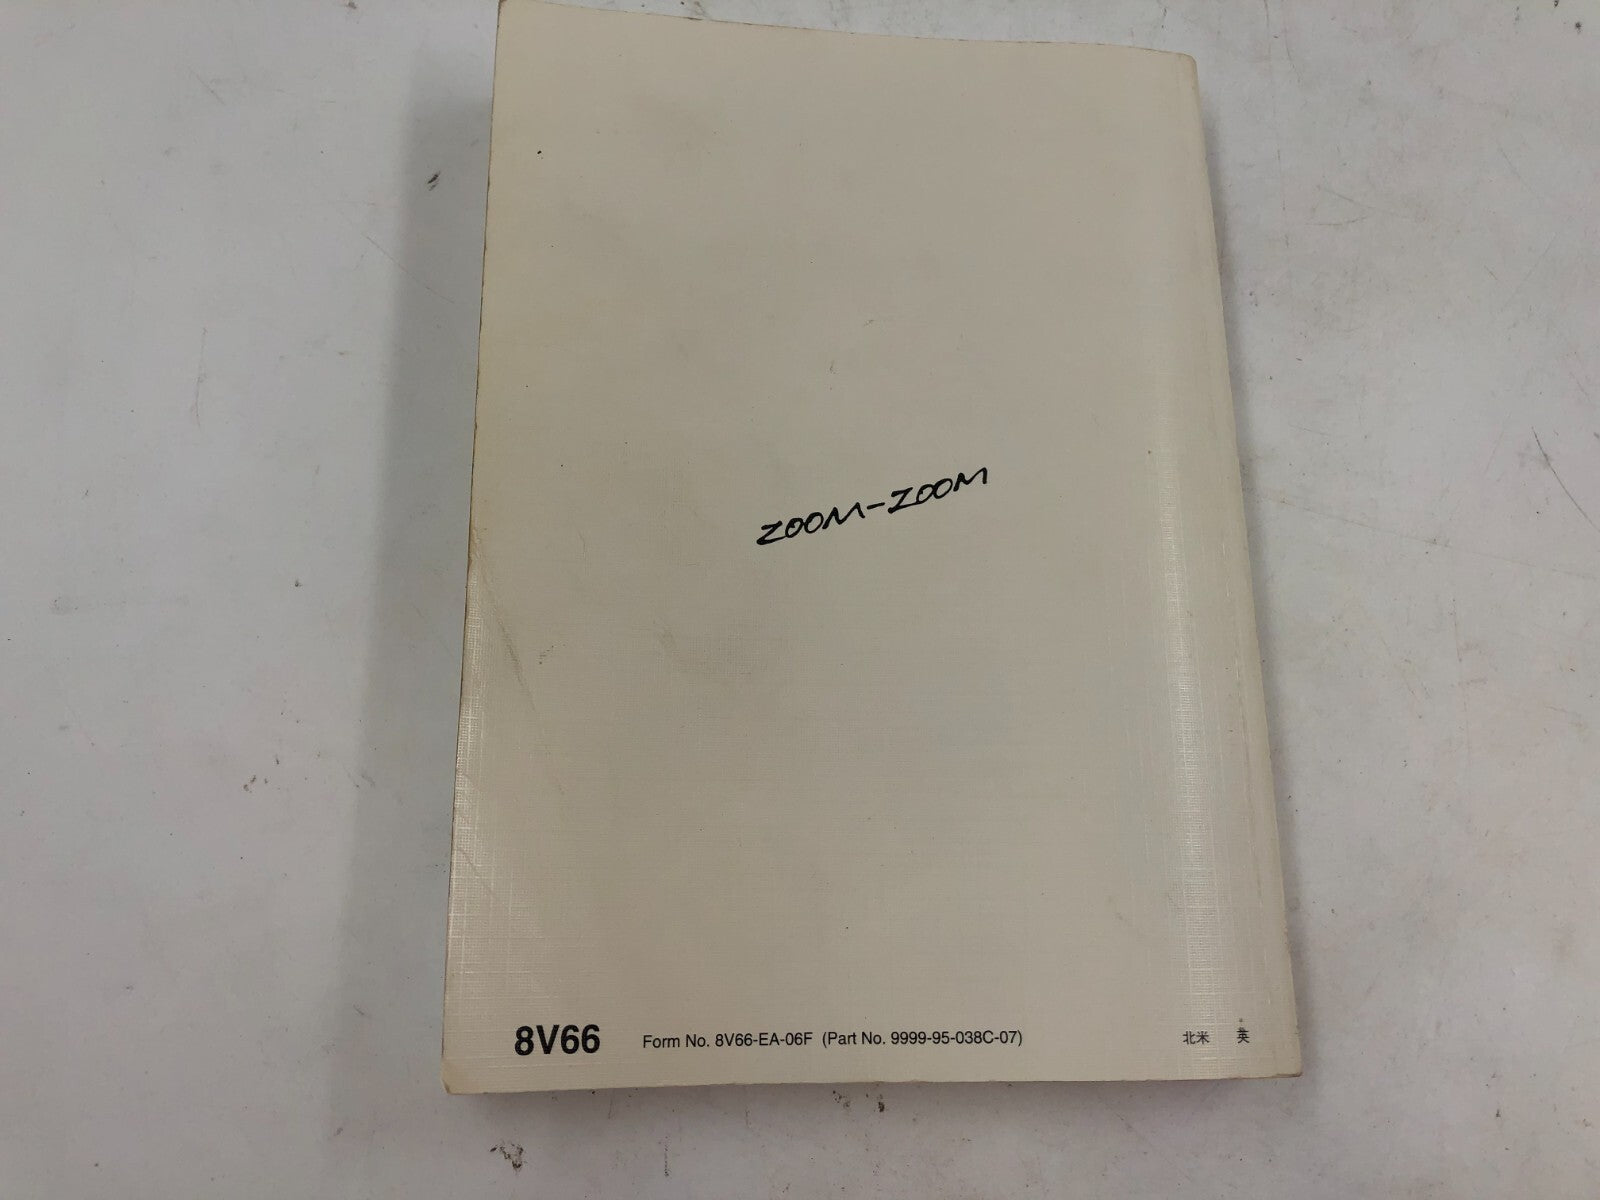 ZOOM-ZOOM
8V66 Form No. 8V66-EA-06F (Part No. 9999-95-038C-07) 北米 英